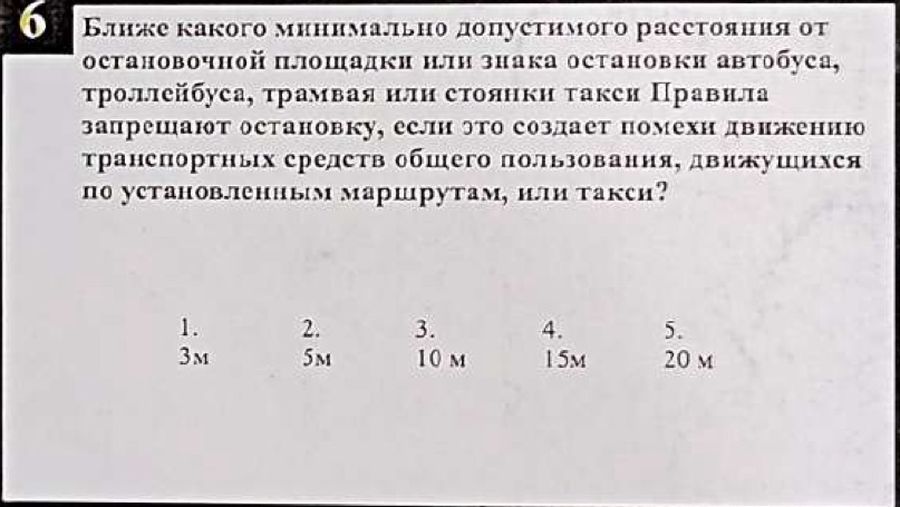 6
Ближе какого минимально допустимого расстояния от
остановочной площадки или знака остановки автобуса,
троллейбуса, трамвая или стоянки такси Правила
запрещают остановку, если это создает помехи движению
транспортных средств общего пользования, движущихся
по установленным маршрутам, или такси?
1. 2. 3. 4. 5.
3м 5м 10 м 15м 20 м